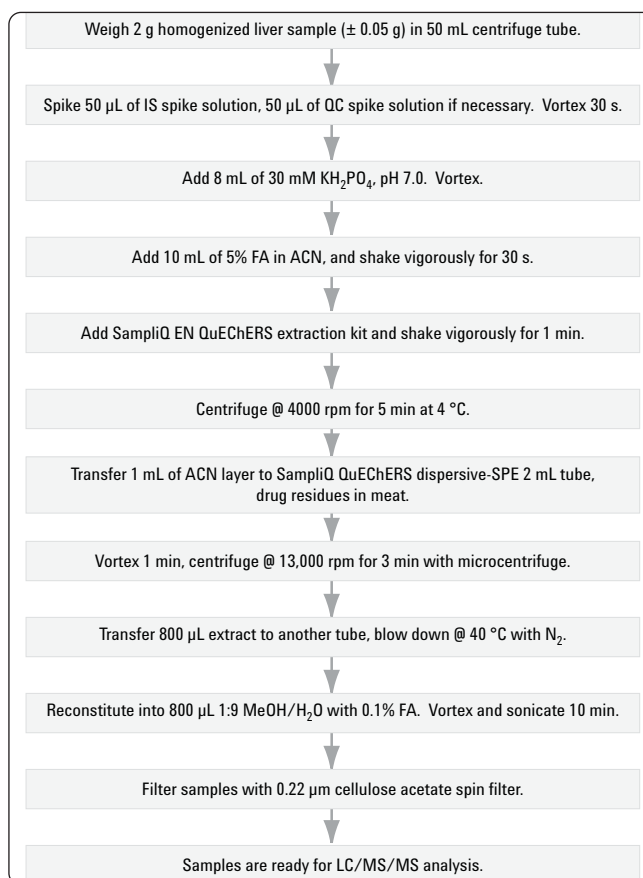 Weigh 2 g homogenized liver sample (± 0.05 g) in 50 mL centrifuge tube.
Spike 50 µL of IS spike solution, 50 µL of QC spike solution if necessary. Vortex 30 s.
Add 8 mL of 30 mM KH₂PO₄, pH 7.0. Vortex.
Add 10 mL of 5% FA in ACN, and shake vigorously for 30 s.
Add SampliQ EN QuEChERS extraction kit and shake vigorously for 1 min.
Centrifuge @ 4000 rpm for 5 min at 4 °C.
Transfer 1 mL of ACN layer to SampliQ QuEChERS dispersive-SPE 2 mL tube,
drug residues in meat.
Vortex 1 min, centrifuge @ 13,000 rpm for 3 min with microcentrifuge.
Transfer 800 µL extract to another tube, blow down @ 40 °C with N₂.
Reconstitute into 800 µL 1:9 MeOH/H₂O with 0.1% FA. Vortex and sonicate 10 min.
Filter samples with 0.22 µm cellulose acetate spin filter.
Samples are ready for LC/MS/MS analysis.